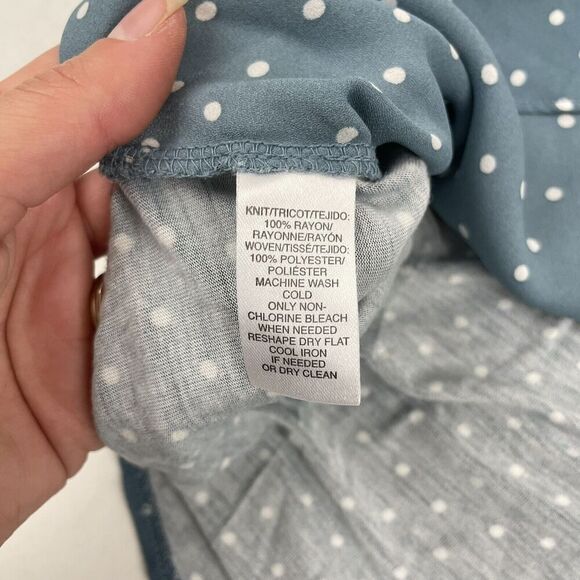 KNIT/TRICOT/TEJIDO:
100% RAYON/
RAYONNE/RAYÓN
WOVEN/TISSÉ/TEJIDO:
100% POLYESTER/
POLIÉSTER
MACHINE WASH
COLD
ONLY NON-
CHLORINE BLEACH
WHEN NEEDED
RESHAPE DRY FLAT
COOL IRON
IF NEEDED
OR DRY CLEAN